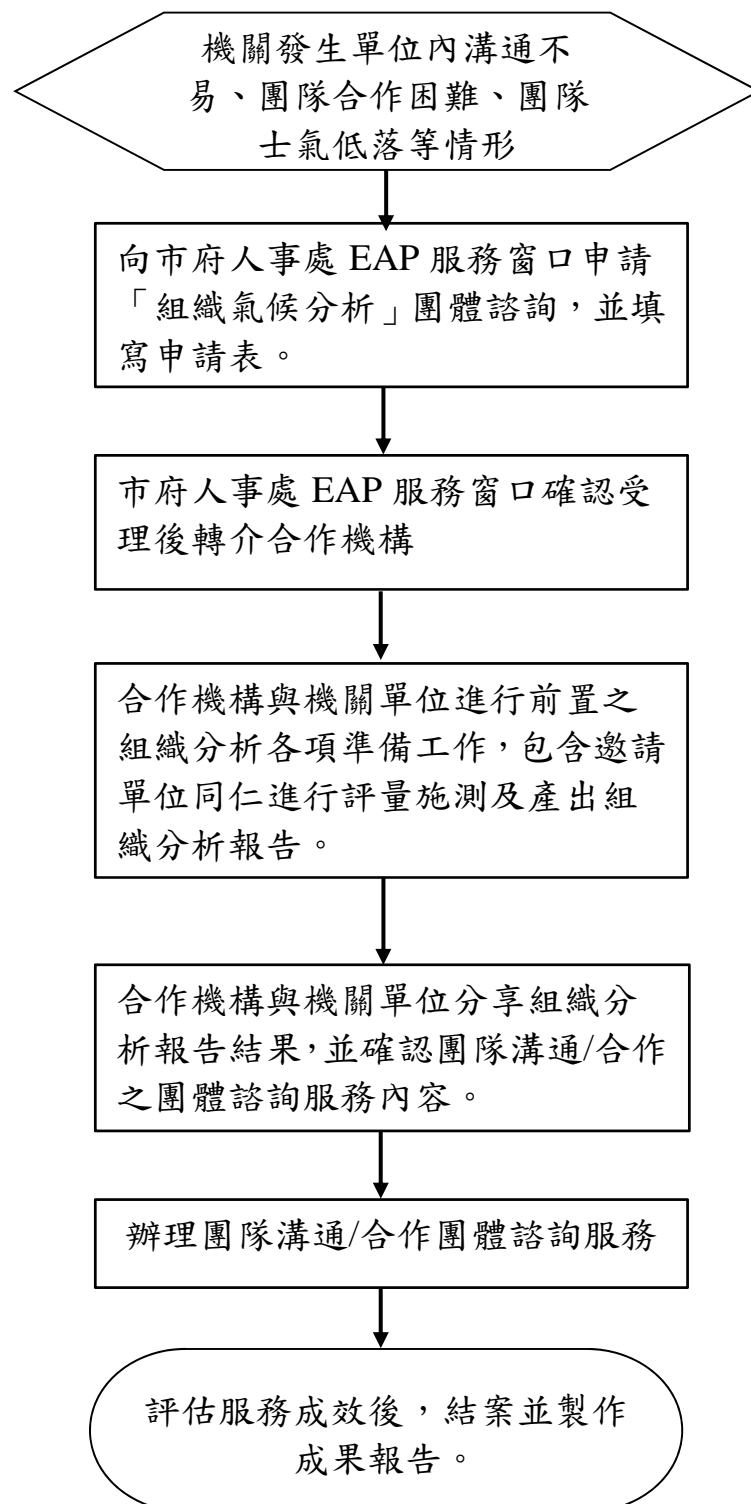 機關發生單位內溝通不
易、團隊合作困難、團隊
士氣低落等情形
向市府人事處 EAP 服務窗口申請
「組織氣候分析」團體諮詢，並填
寫申請表。
市府人事處 EAP 服務窗口確認受
理後轉介合作機構
合作機構與機關單位進行前置之
組織分析各項準備工作，包含邀請
單位同仁進行評量施測及產出組
織分析報告。
合作機構與機關單位分享組織分
析報告結果，並確認團隊溝通/合作
之團體諮詢服務內容。
辦理團隊溝通/合作團體諮詢服務
評估服務成效後，結案並製作
成果報告。